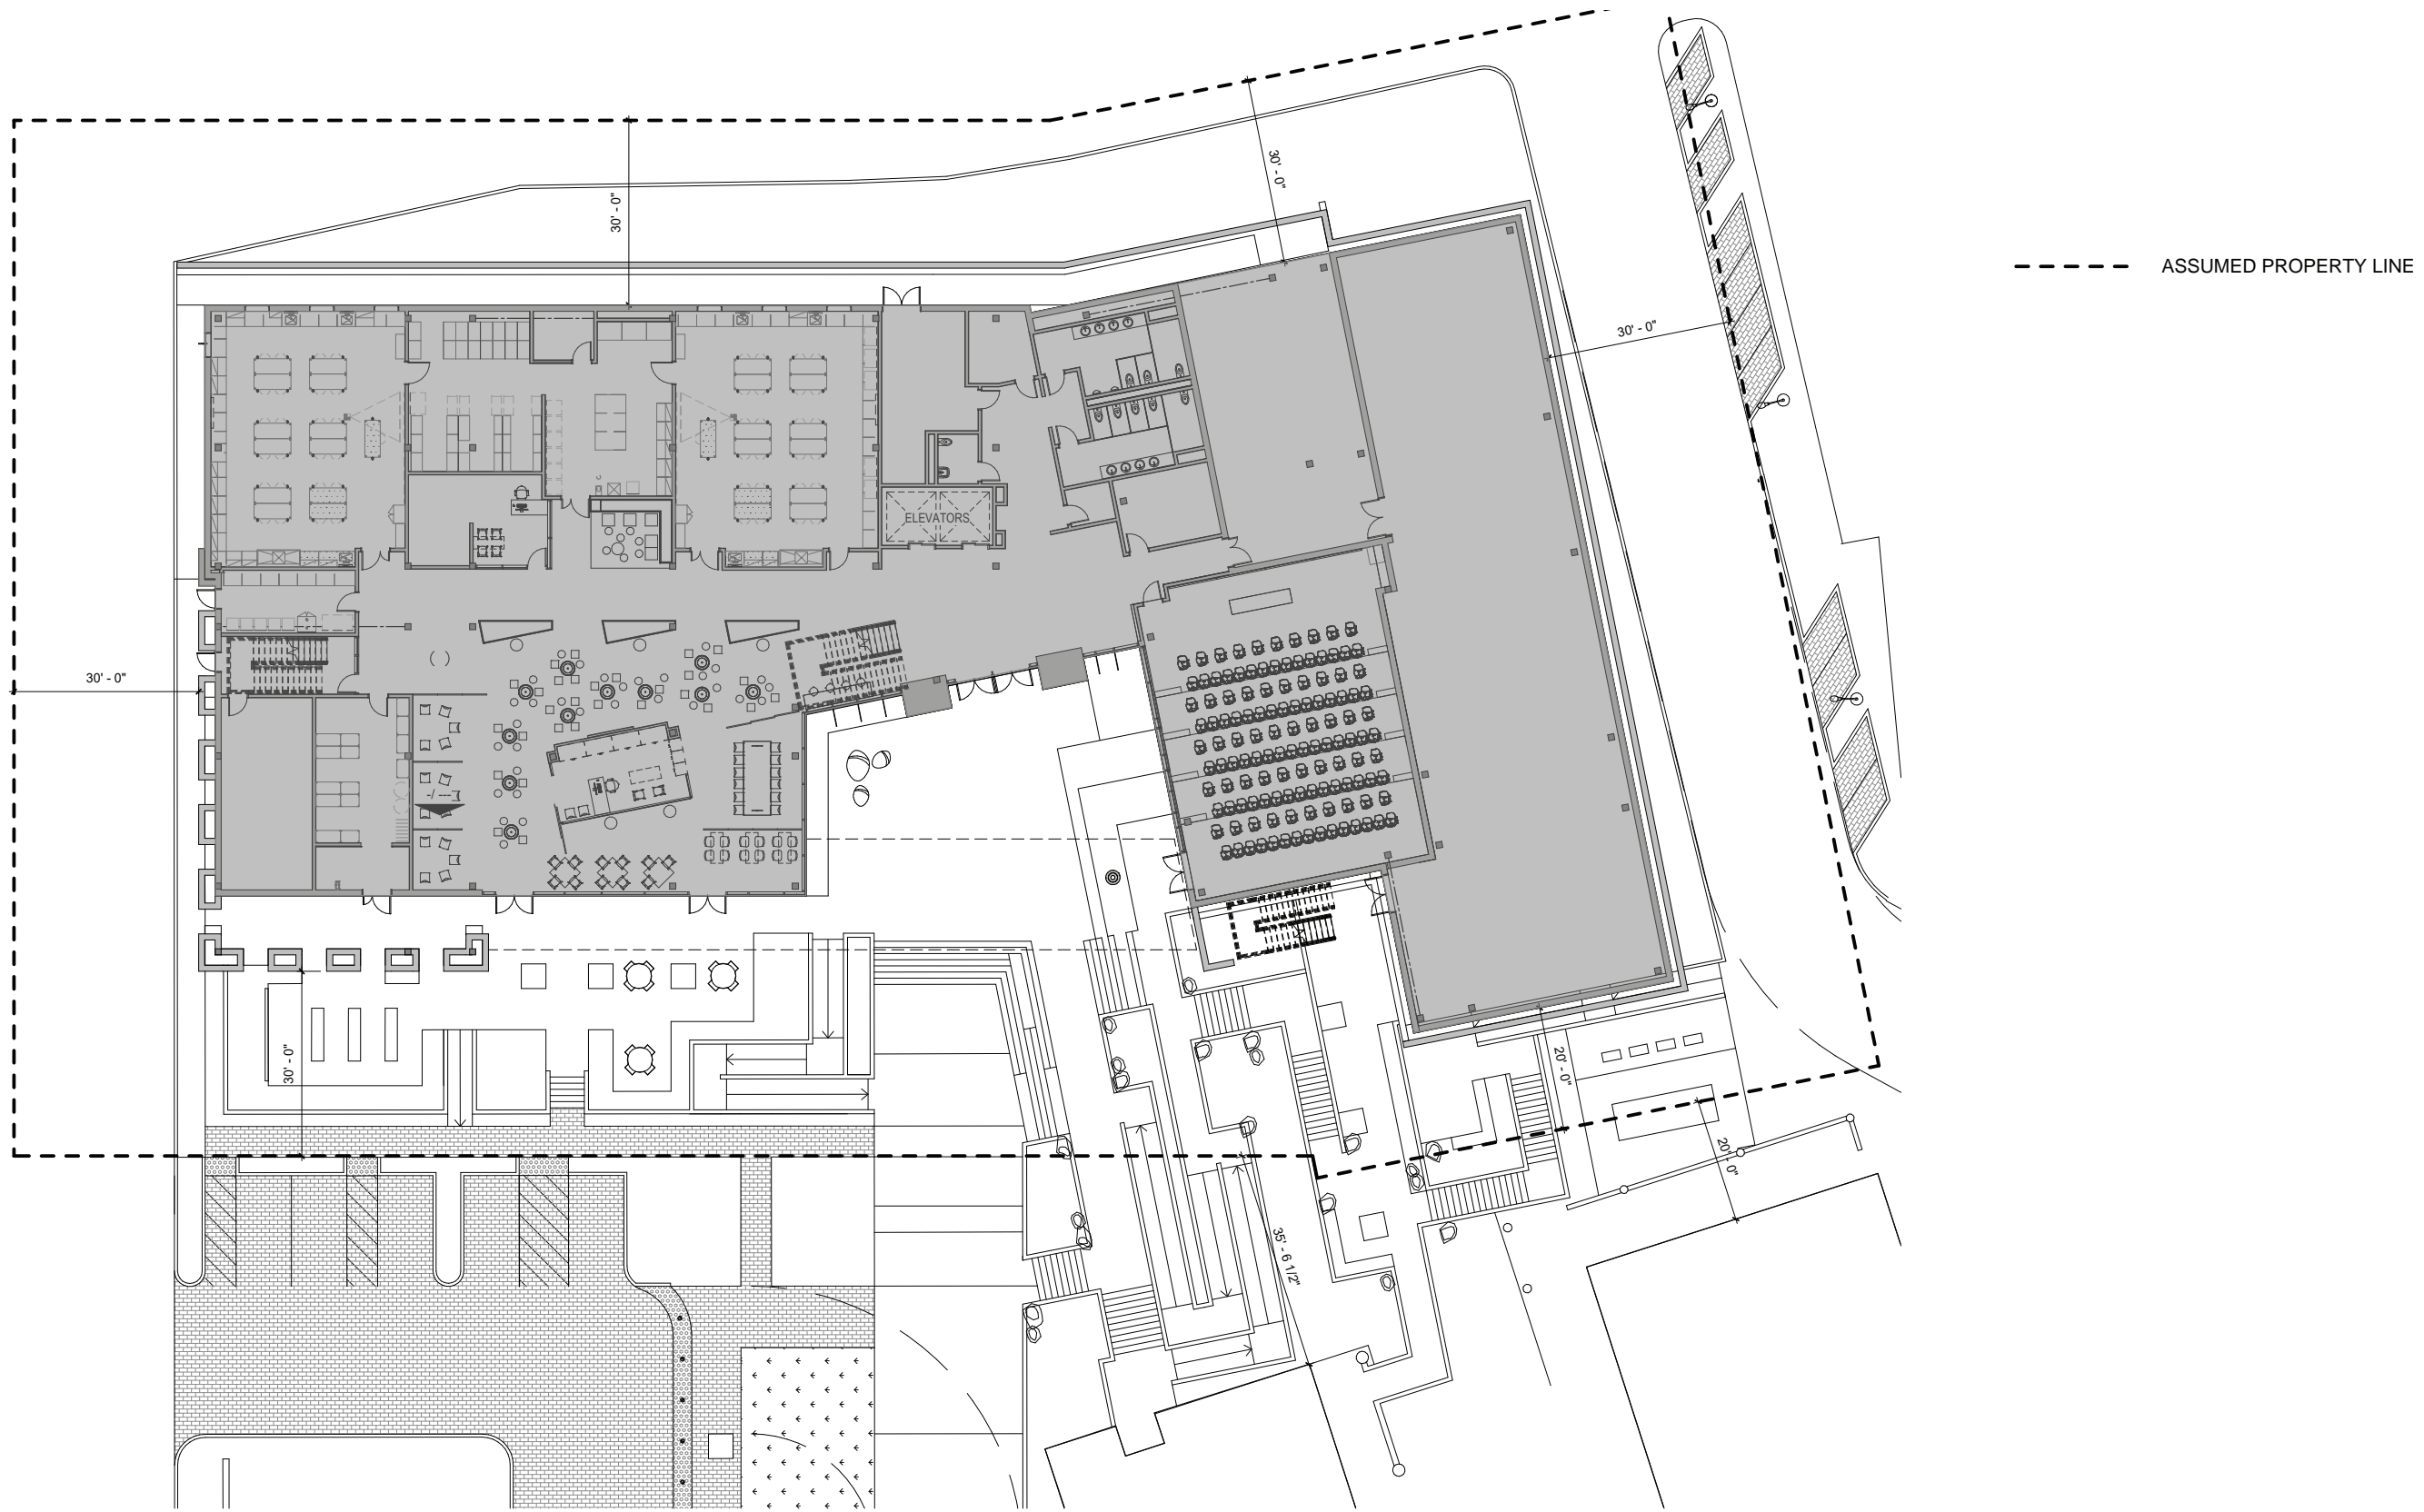 30' - 0"
30' - 0"
ASSUMED PROPERTY LINE
30' - 0"
ELEVATORS
30' - 0"
-/ ---
30' - 0"
20' - 0"
20' - 0"
35' - 6 1/2"